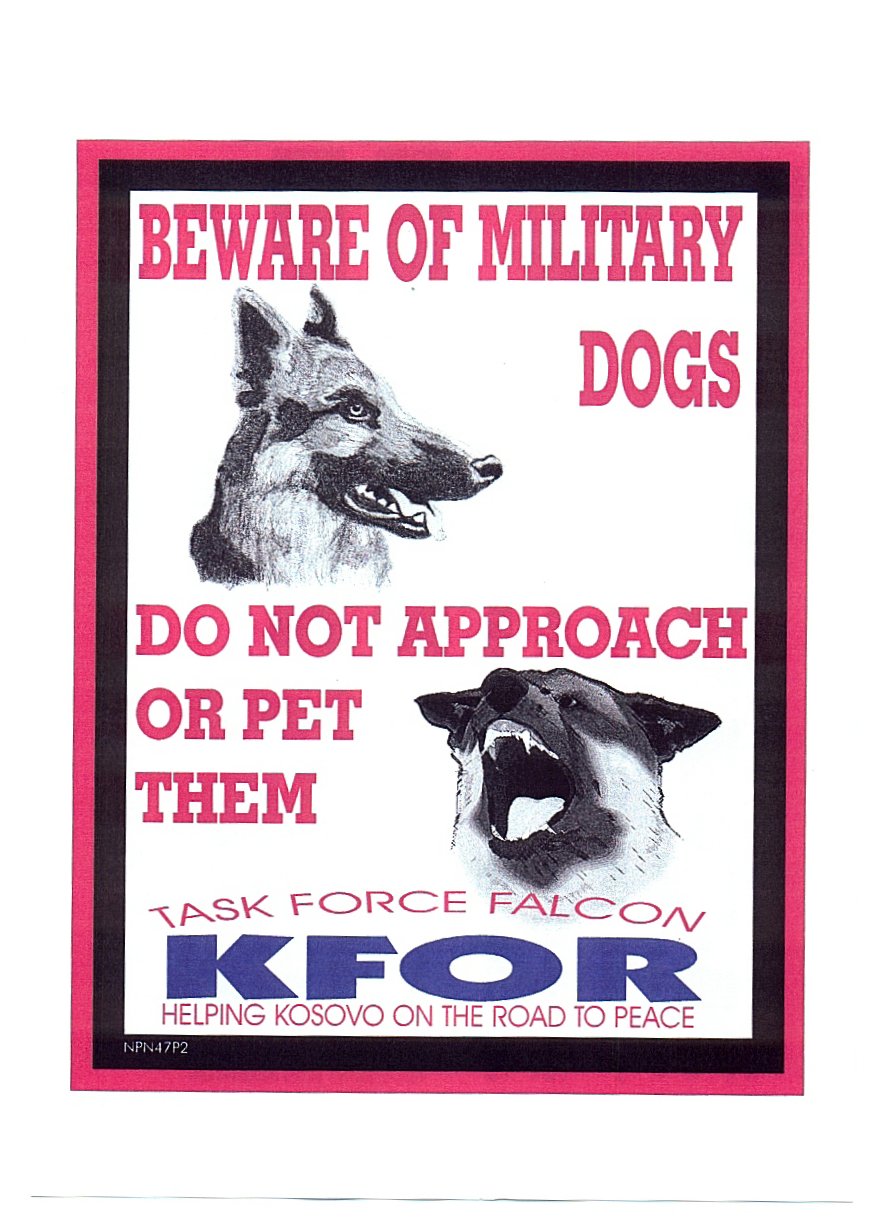 BEWARE OF MILITARY
DOGS
DO NOT APPROACH
OR PET
THEM
TASK FORCE FALCON
KFOR
HELPING KOSOVO ON THE ROAD TO PEACE
NPN47P2